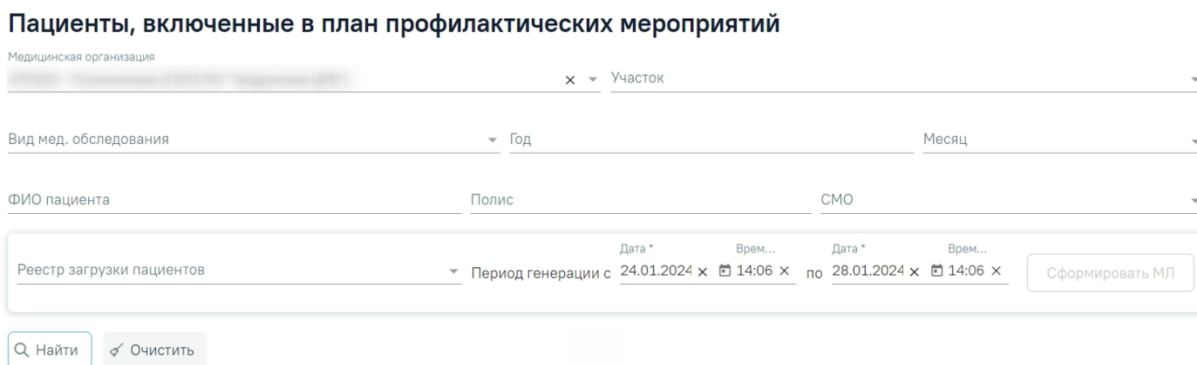 Пациенты, включенные в план профилактических мероприятий
Медицинская организация
Участок
Вид мед. обследования Год Месяц
ФИО пациента Полис СМО
Дата * Врем... Дата * Врем...
Реестр загрузки пациентов Период генерации с 24.01.2024 14:06 по 28.01.2024 14:06 Сформировать МЛ
Найти Очистить